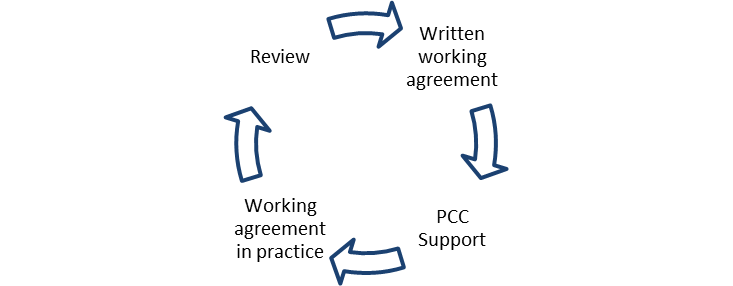 Review
Written
working
agreement
PCC
Support
Working
agreement
in practice